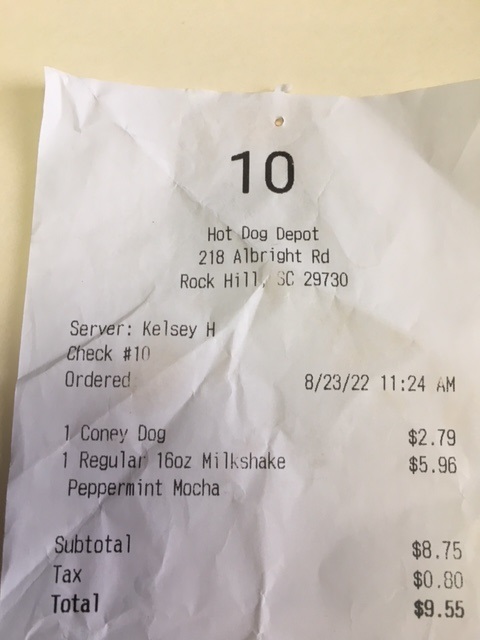 10
Hot Dog Depot
218 Albright Rd
Rock Hill, SC 29730
Server: Kelsey H
Check #10
Ordered 8/23/22 11:24 AM
1 Coney Dog $2.79
1 Regular 16oz Milkshake $5.96
Peppermint Mocha
Subtotal $8.75
Tax $0.80
Total $9.55